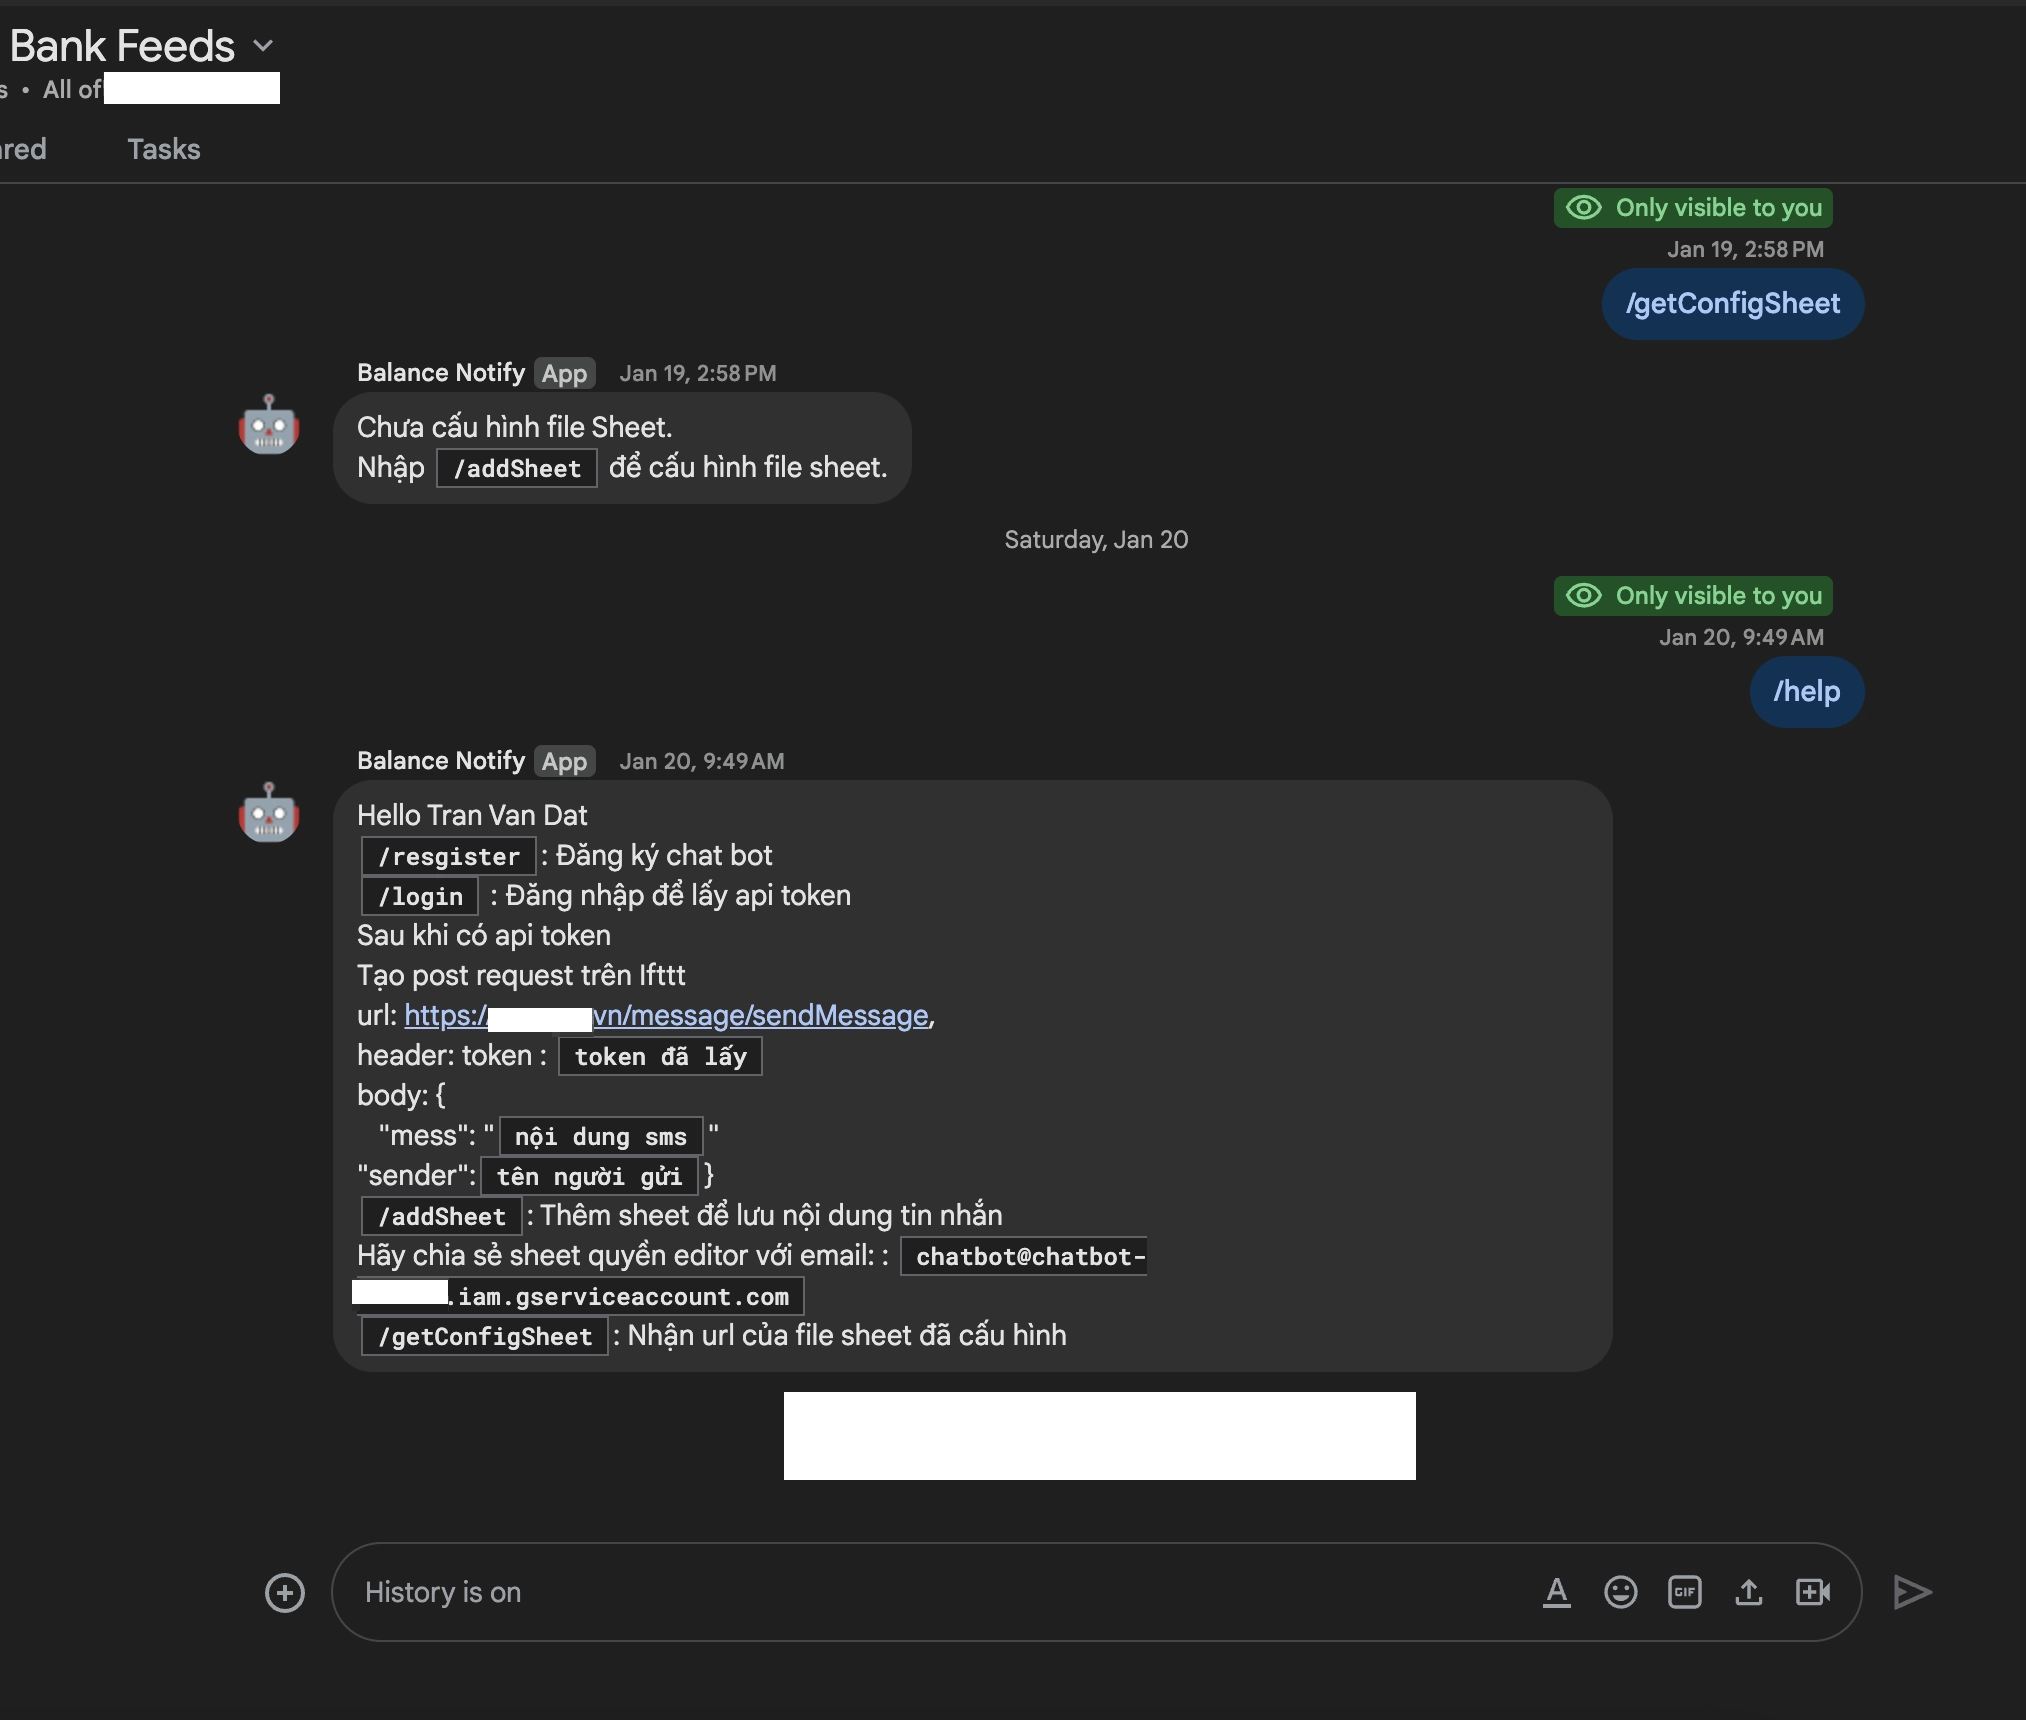 Bank Feeds
s • All of
ared
Tasks
Only visible to you
Jan 19, 2:58 PM
/getConfigSheet
Balance Notify App Jan 19, 2:58 PM
Chưa cấu hình file Sheet.
Nhập /addSheet để cấu hình file sheet.
Saturday, Jan 20
Only visible to you
Jan 20, 9:49 AM
/help
Balance Notify App Jan 20, 9:49 AM
Hello Tran Van Dat
/resgister : Đăng ký chat bot
/login : Đăng nhập để lấy api token
Sau khi có api token
Tạo post request trên Ifttt
url: https:/ vn/message/sendMessage,
header: token : token đã lấy
body: {
"mess": " nội dung sms "
"sender": tên người gửi }
/addSheet : Thêm sheet để lưu nội dung tin nhắn
Hãy chia sẻ sheet quyền editor với email: : chatbot@chatbot-
.iam.gserviceaccount.com
/getConfigSheet : Nhận url của file sheet đã cấu hình
History is on
GIF